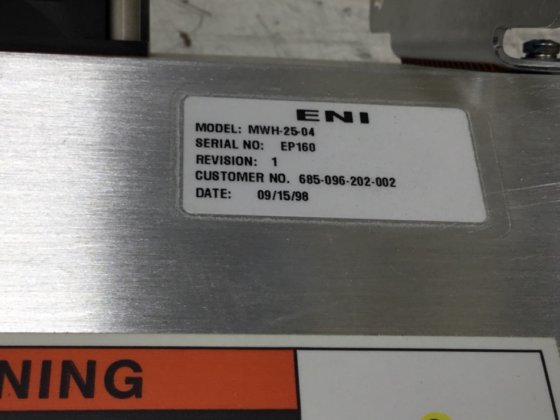 ENI
MODEL: MWH-25-04
SERIAL NO: EP160
REVISION: 1
CUSTOMER NO. 685-096-202-002
DATE: 09/15/98
NING